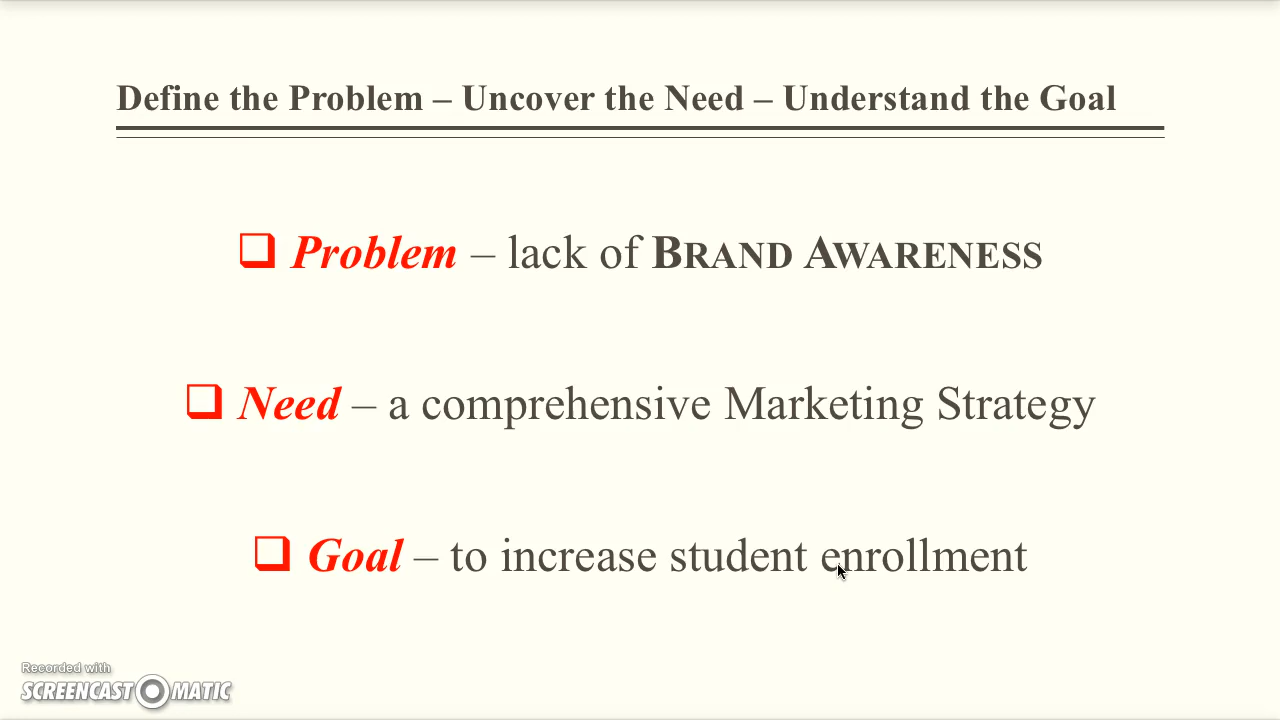 Define the Problem – Uncover the Need – Understand the Goal
❑ Problem – lack of BRAND AWARENESS
❑ Need – a comprehensive Marketing Strategy
❑ Goal – to increase student enrollment
Recorded with
SCREENCAST MATIC